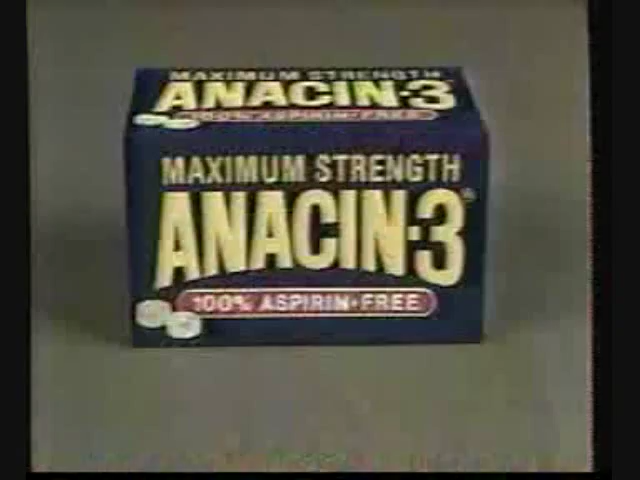 MAXIMUM STRENGTH
ANACIN-3
100% ASPIRIN-FREE
MAXIMUM STRENGTH
ANACIN-3®
100% ASPIRIN•FREE